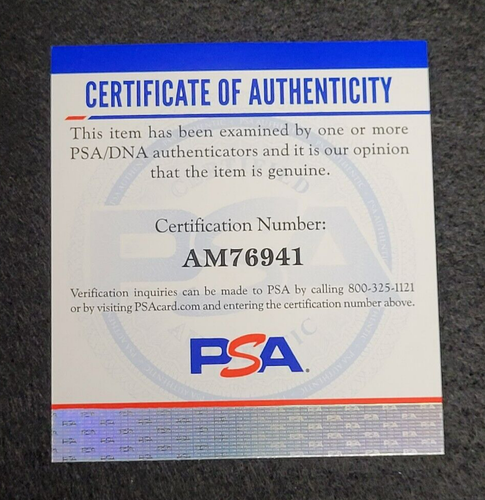 CERTIFICATE OF AUTHENTICITY
This item has been examined by one or more
PSA/DNA authenticators and it is our opinion
that the item is genuine.
Certification Number:
AM76941
Verification inquiries can be made to PSA by calling 800-325-1121
or by visiting PSAcard.com and entering the certification number above.
PSA